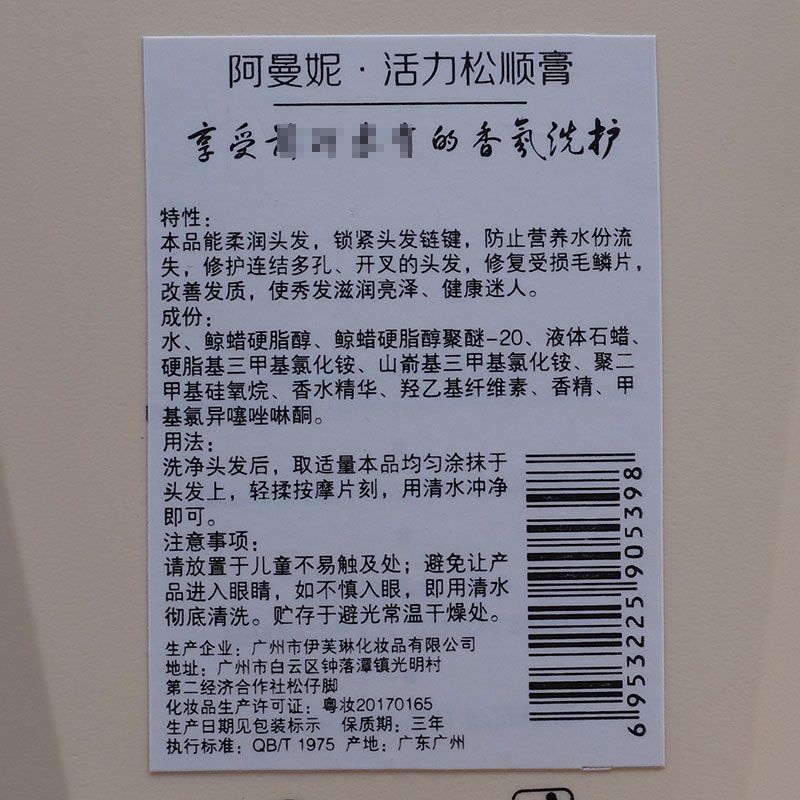 阿曼妮·活力松顺膏
享受 的香氛洗护
特性：
本品能柔润头发，锁紧头发链键，防止营养水份流
失，修护连结多孔、开叉的头发，修复受损毛鳞片，
改善发质，使秀发滋润亮泽、健康迷人。
成份：
水、鲸蜡硬脂醇、鲸蜡硬脂醇聚醚-20、液体石蜡、
硬脂基三甲基氯化铵、山嵛基三甲基氯化铵、聚二
甲基硅氧烷、香水精华、羟乙基纤维素、香精、甲
基氯异噻唑啉酮。
用法：
洗净头发后，取适量本品均匀涂抹于
头发上，轻揉按摩片刻，用清水冲净
即可。
注意事项：
请放置于儿童不易触及处；避免让产
品进入眼睛，如不慎入眼，即用清水
彻底清洗。贮存于避光常温干燥处。
生产企业：广州市伊芙琳化妆品有限公司
地址：广州市白云区钟落潭镇光明村
第二经济合作社松仔脚
化妆品生产许可证：粤妆20170165
生产日期见包装标示 保质期：三年
执行标准：QB/T 1975 产地：广东广州
6953225905398